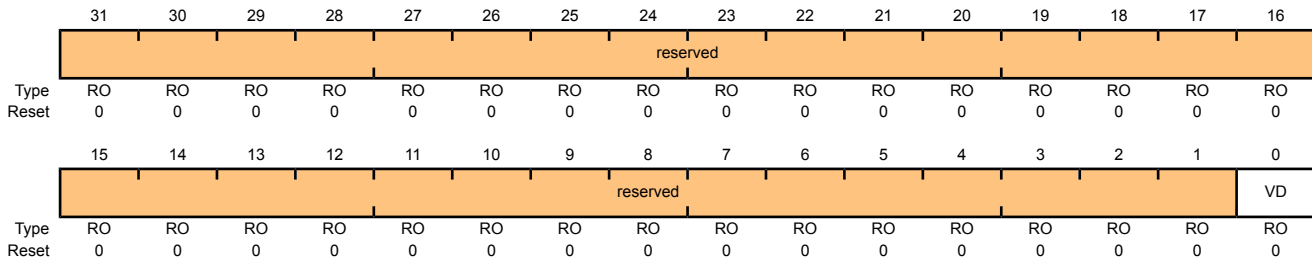 31 30 29 28 27 26 25 24 23 22 21 20 19 18 17 16
reserved
Type RO RO RO RO RO RO RO RO RO RO RO RO RO RO RO RO
Reset 0 0 0 0 0 0 0 0 0 0 0 0 0 0 0 0
15 14 13 12 11 10 9 8 7 6 5 4 3 2 1 0
reserved VD
Type RO RO RO RO RO RO RO RO RO RO RO RO RO RO RO RO
Reset 0 0 0 0 0 0 0 0 0 0 0 0 0 0 0 0